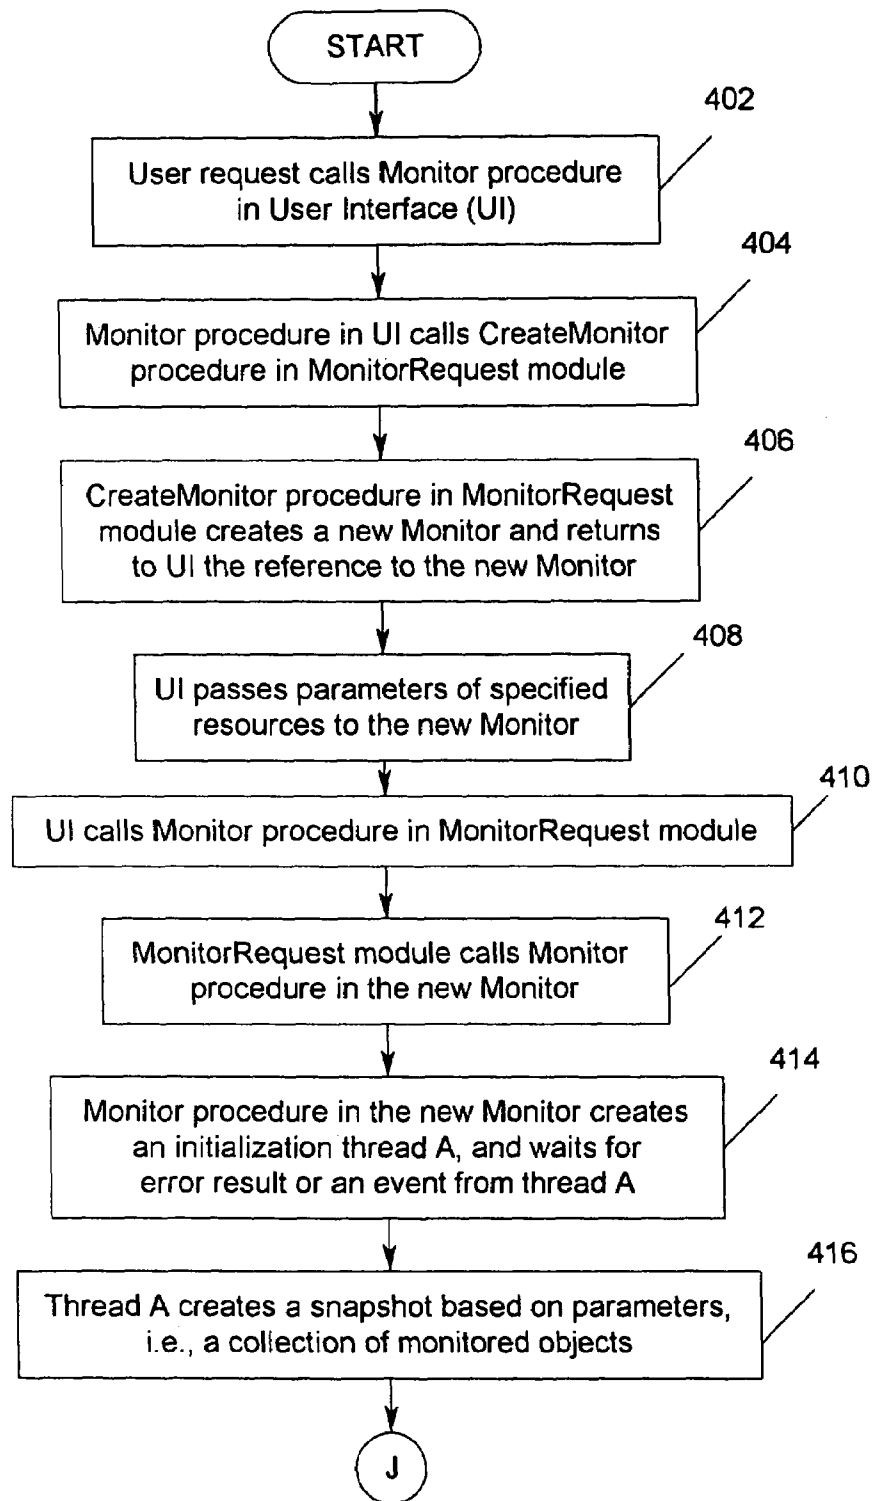 START
402
User request calls Monitor procedure
in User Interface (UI)
404
Monitor procedure in UI calls CreateMonitor
procedure in MonitorRequest module
406
CreateMonitor procedure in MonitorRequest
module creates a new Monitor and returns
to UI the reference to the new Monitor
408
UI passes parameters of specified
resources to the new Monitor
410
UI calls Monitor procedure in MonitorRequest module
412
MonitorRequest module calls Monitor
procedure in the new Monitor
414
Monitor procedure in the new Monitor creates
an initialization thread A, and waits for
error result or an event from thread A
416
Thread A creates a snapshot based on parameters,
i.e., a collection of monitored objects
J